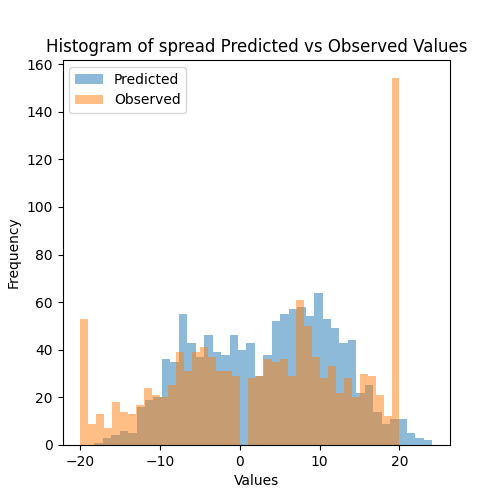 Histogram of spread Predicted vs Observed Values
Predicted
Observed
160
140
120
100
80
60
40
20
0
Frequency
−20
−10
0
10
20
Values